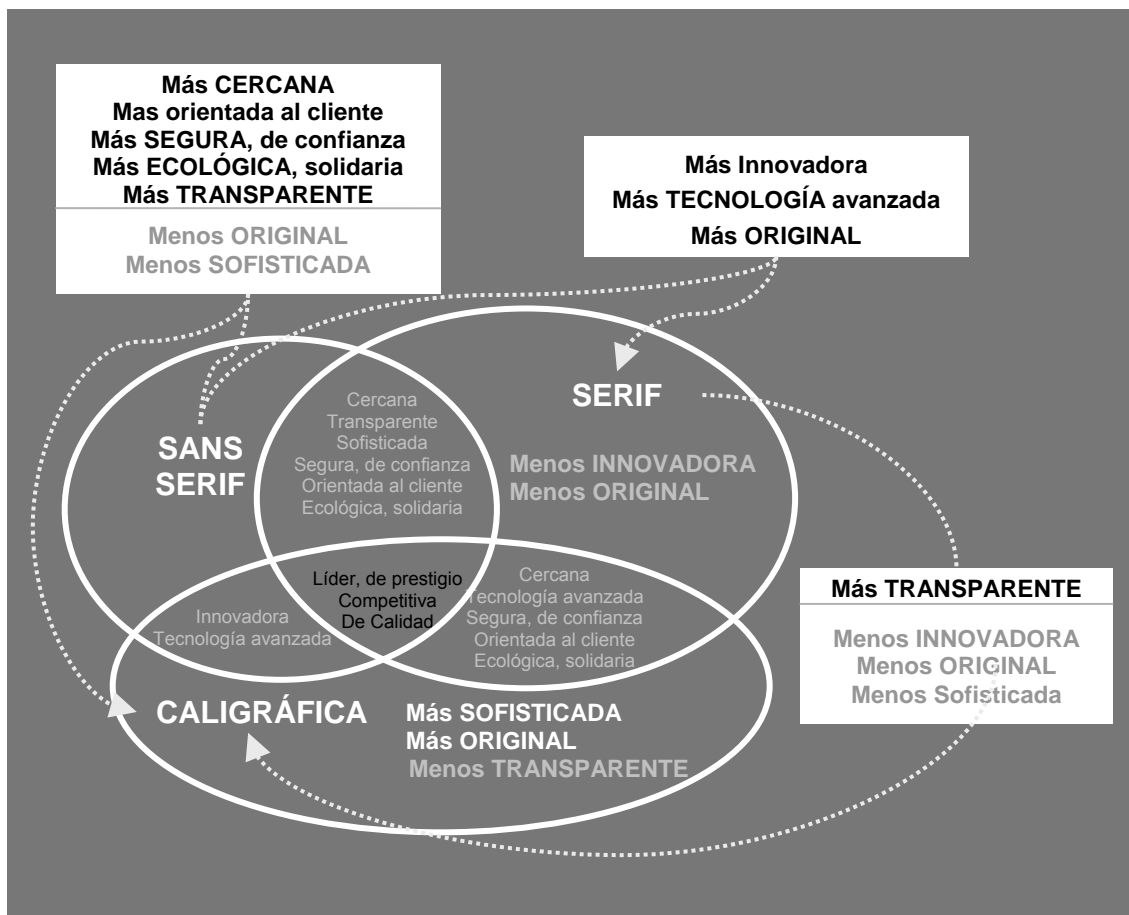 Más CERCANA
Mas orientada al cliente
Más SEGURA, de confianza
Más ECOLÓGICA, solidaria
Más TRANSPARENTE
Menos ORIGINAL
Menos SOFISTICADA
Más Innovadora
Más TECNOLOGÍA avanzada
Más ORIGINAL
SERIF
Menos INNOVADORA
Menos ORIGINAL
SANS
SERIF
Cercana
Transparente
Sofisticada
Segura, de confianza
Orientada al cliente
Ecológica, solidaria
Líder, de prestigio
Competitiva
De Calidad
Innovadora
Tecnología avanzada
Cercana
Tecnología avanzada
Segura, de confianza
Orientada al cliente
Ecológica, solidaria
Más TRANSPARENTE
Menos INNOVADORA
Menos ORIGINAL
Menos Sofisticada
CALIGRÁFICA
Más SOFISTICADA
Más ORIGINAL
Menos TRANSPARENTE